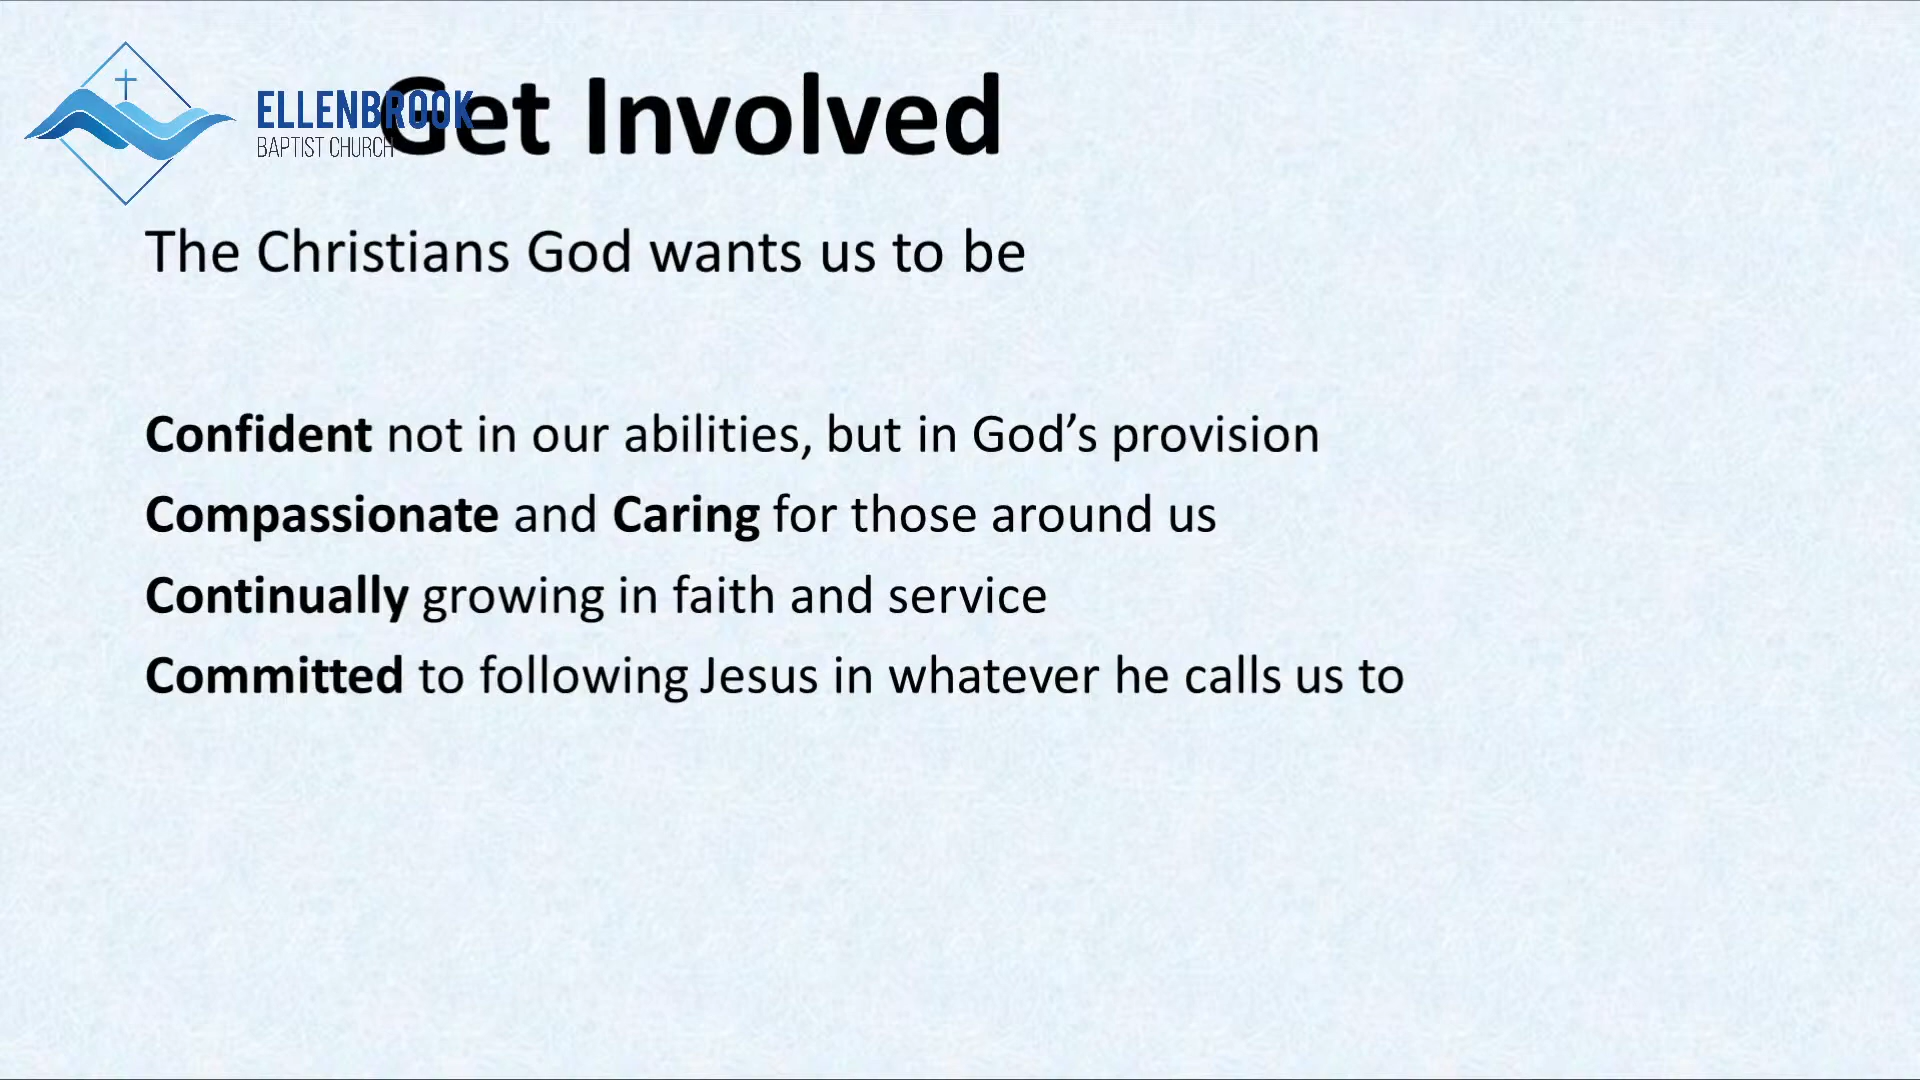 ELLENBROOK
BAPTIST CHURCH
Get Involved
The Christians God wants us to be
Confident not in our abilities, but in God’s provision
Compassionate and Caring for those around us
Continually growing in faith and service
Committed to following Jesus in whatever he calls us to